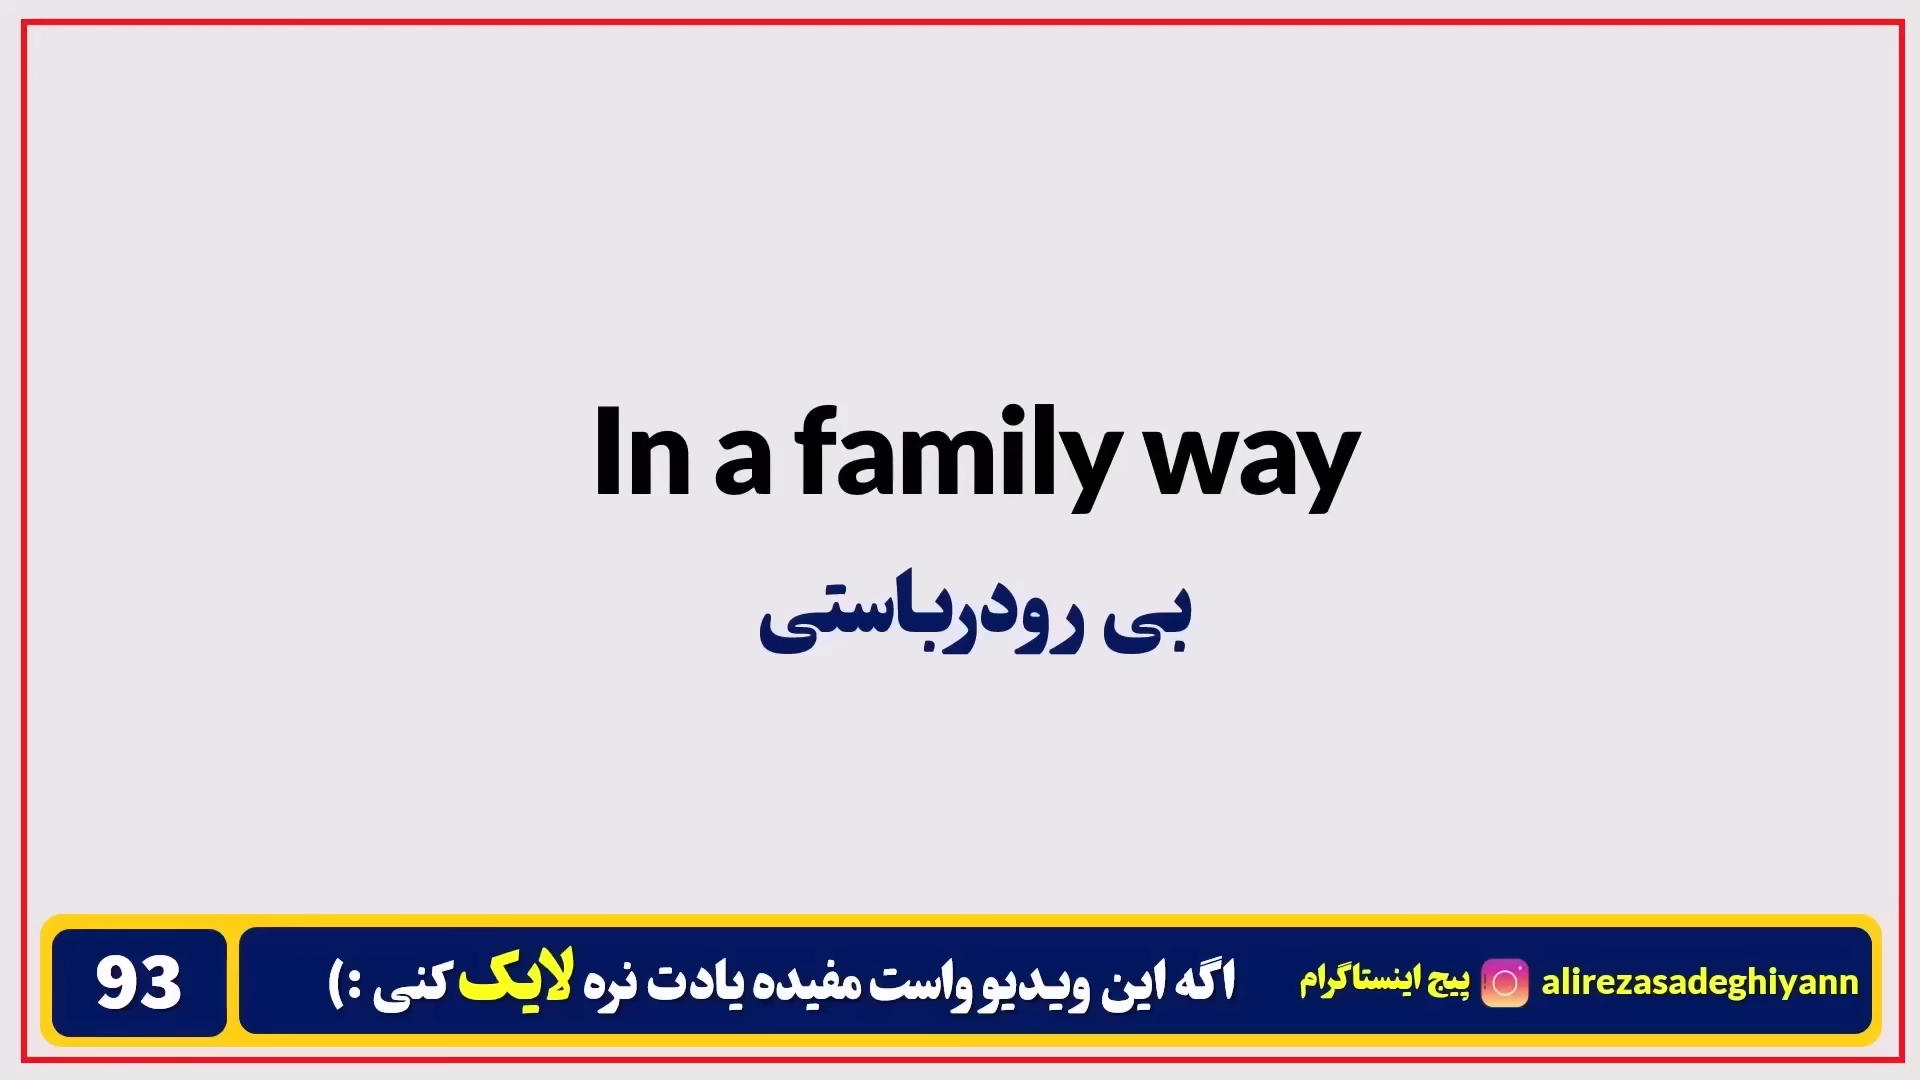 In a family way
بی رودرباستی
93
اگه این ویدیو واست مفیده یادت نره لایک کنی :)
پیج اینستاگرام
alirezasadeghiyann